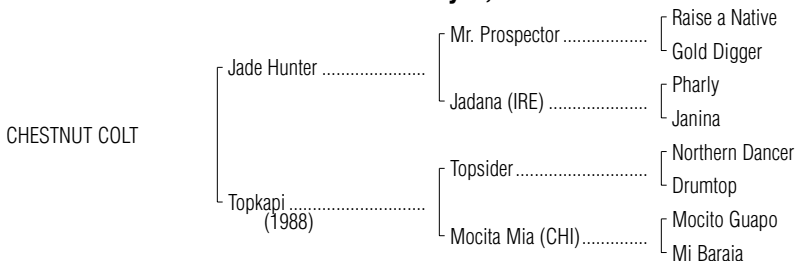 Raise a Native
Mr. Prospector ...................
Gold Digger
Jade Hunter .......................
Pharly
Jadana (IRE) ......................
Janina
CHESTNUT COLT
Northern Dancer
Topsider.............................
Drumtop
Topkapi ..............................
(1988)
Mocito Guapo
Mocita Mia (CHI)..............
Mi Baraja